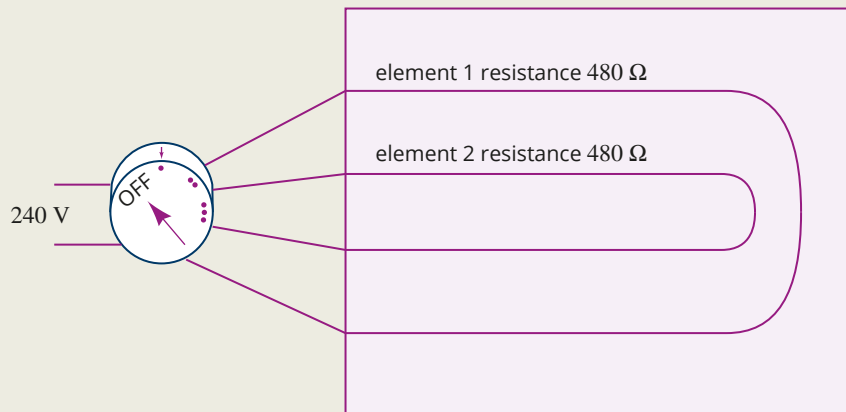 element 1 resistance 480 Ω
element 2 resistance 480 Ω
OFF
240 V